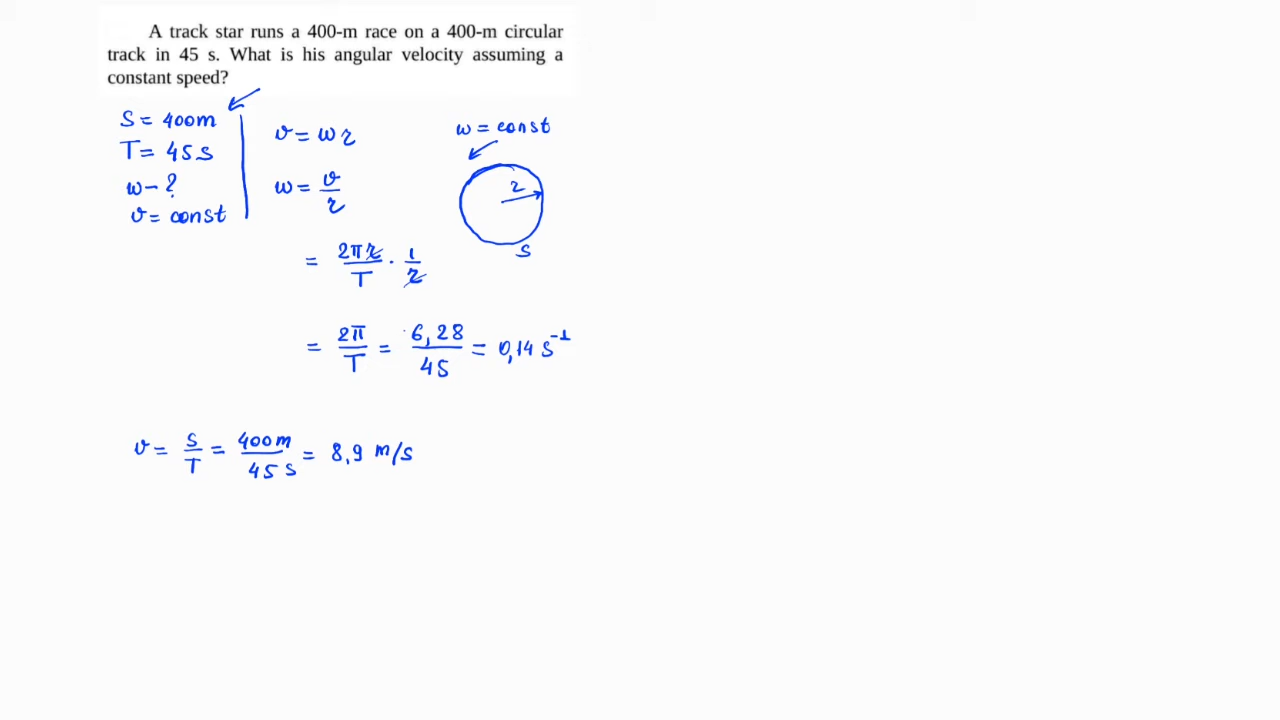 A track star runs a 400-m race on a 400-m circular
track in 45 s. What is his angular velocity assuming a
constant speed?
S = 400m
T = 45 s
w - ?
v = const
v = w r
w = v/r
= 2πr/T · 1/r
= 2π/T = 6,28/45 = 0,14 s⁻¹
w = const
r
s
v = s/T = 400m/45 s = 8,9 m/s